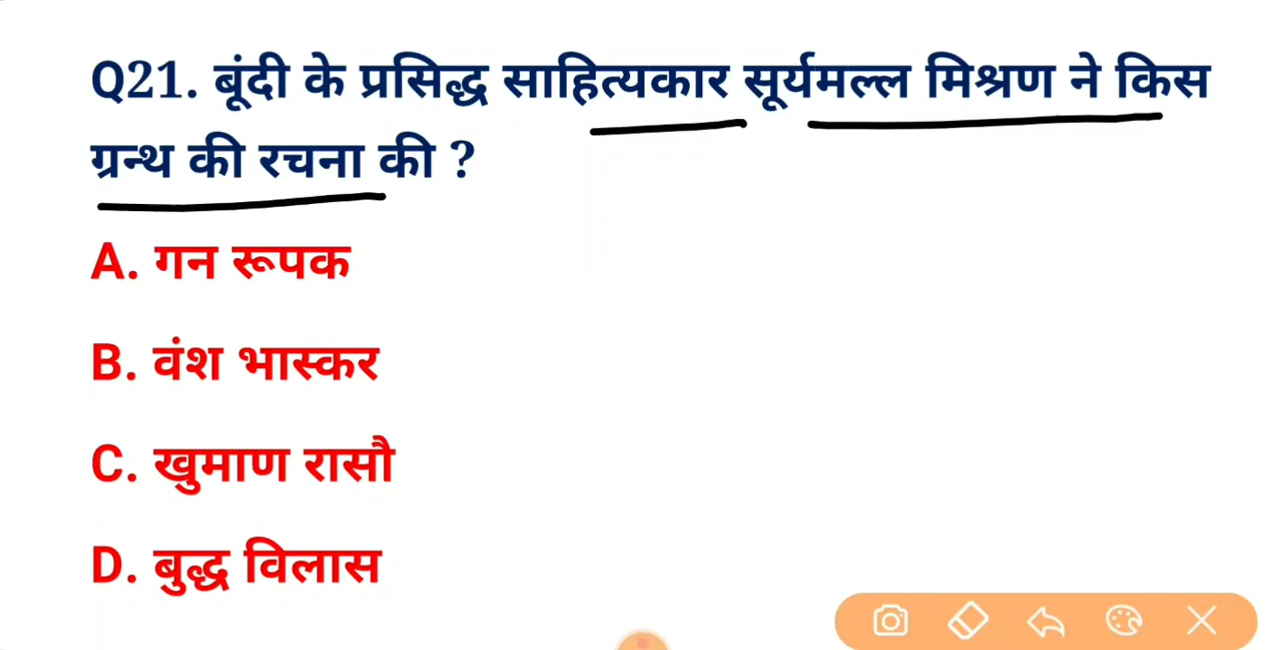 Q21. बूंदी के प्रसिद्ध साहित्यकार सूर्यमल्ल मिश्रण ने किस
ग्रन्थ की रचना की ?
A. गन रूपक
B. वंश भास्कर
C. खुमाण रासौ
D. बुद्ध विलास